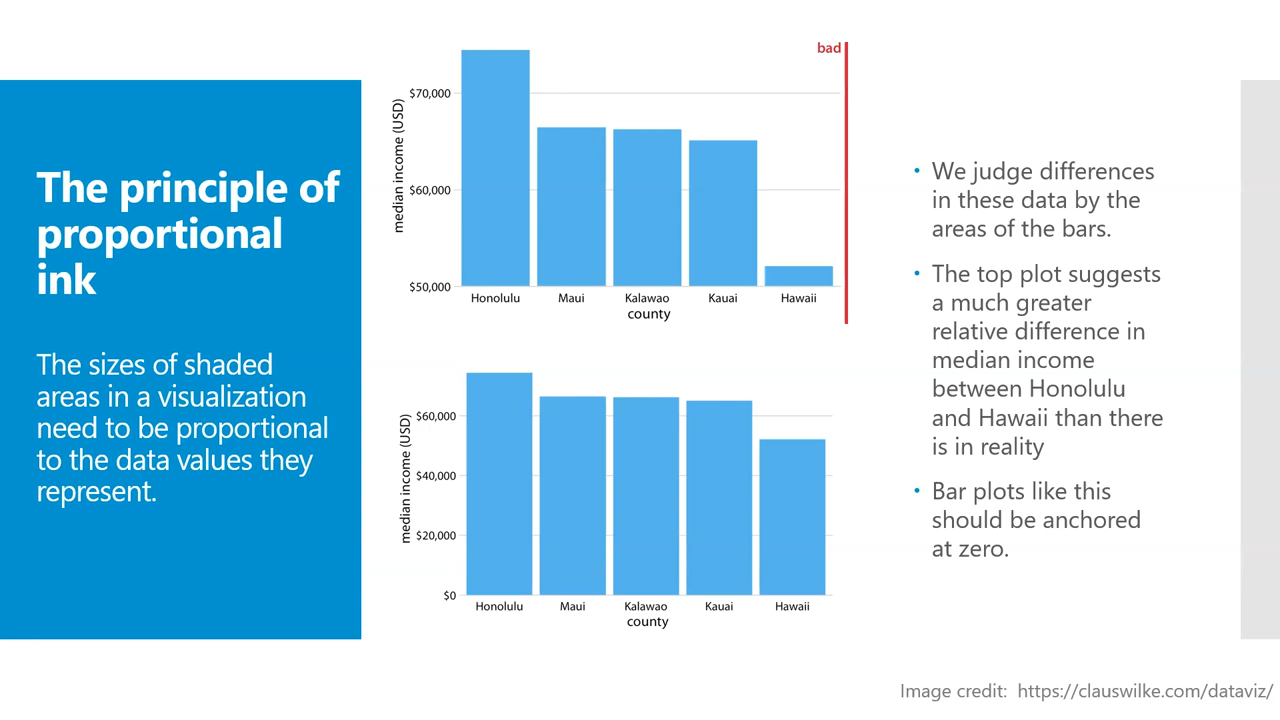 The principle of
proportional
ink
The sizes of shaded
areas in a visualization
need to be proportional
to the data values they
represent.
bad
median income (USD)
$70,000
$60,000
$50,000
Honolulu Maui Kalawao Kauai Hawaii
county
median income (USD)
$60,000
$40,000
$20,000
$0
Honolulu Maui Kalawao Kauai Hawaii
county
• We judge differences
in these data by the
areas of the bars.
• The top plot suggests
a much greater
relative difference in
median income
between Honolulu
and Hawaii than there
is in reality
• Bar plots like this
should be anchored
at zero.
Image credit: https://clauswilke.com/dataviz/